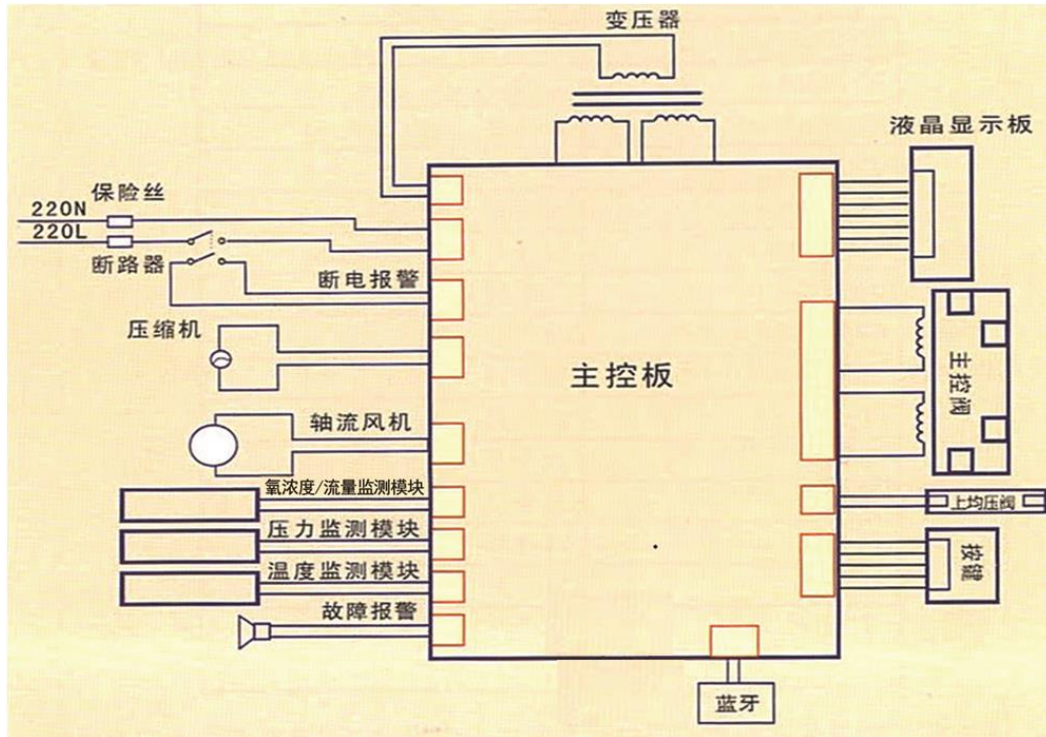 变压器
液晶显示板
保险丝
220N
220L
断路器
断电报警
压缩机
主控板
主控阀
轴流风机
氧浓度/流量监测模块
上均压阀
压力监测模块
按键
温度监测模块
故障报警
蓝牙